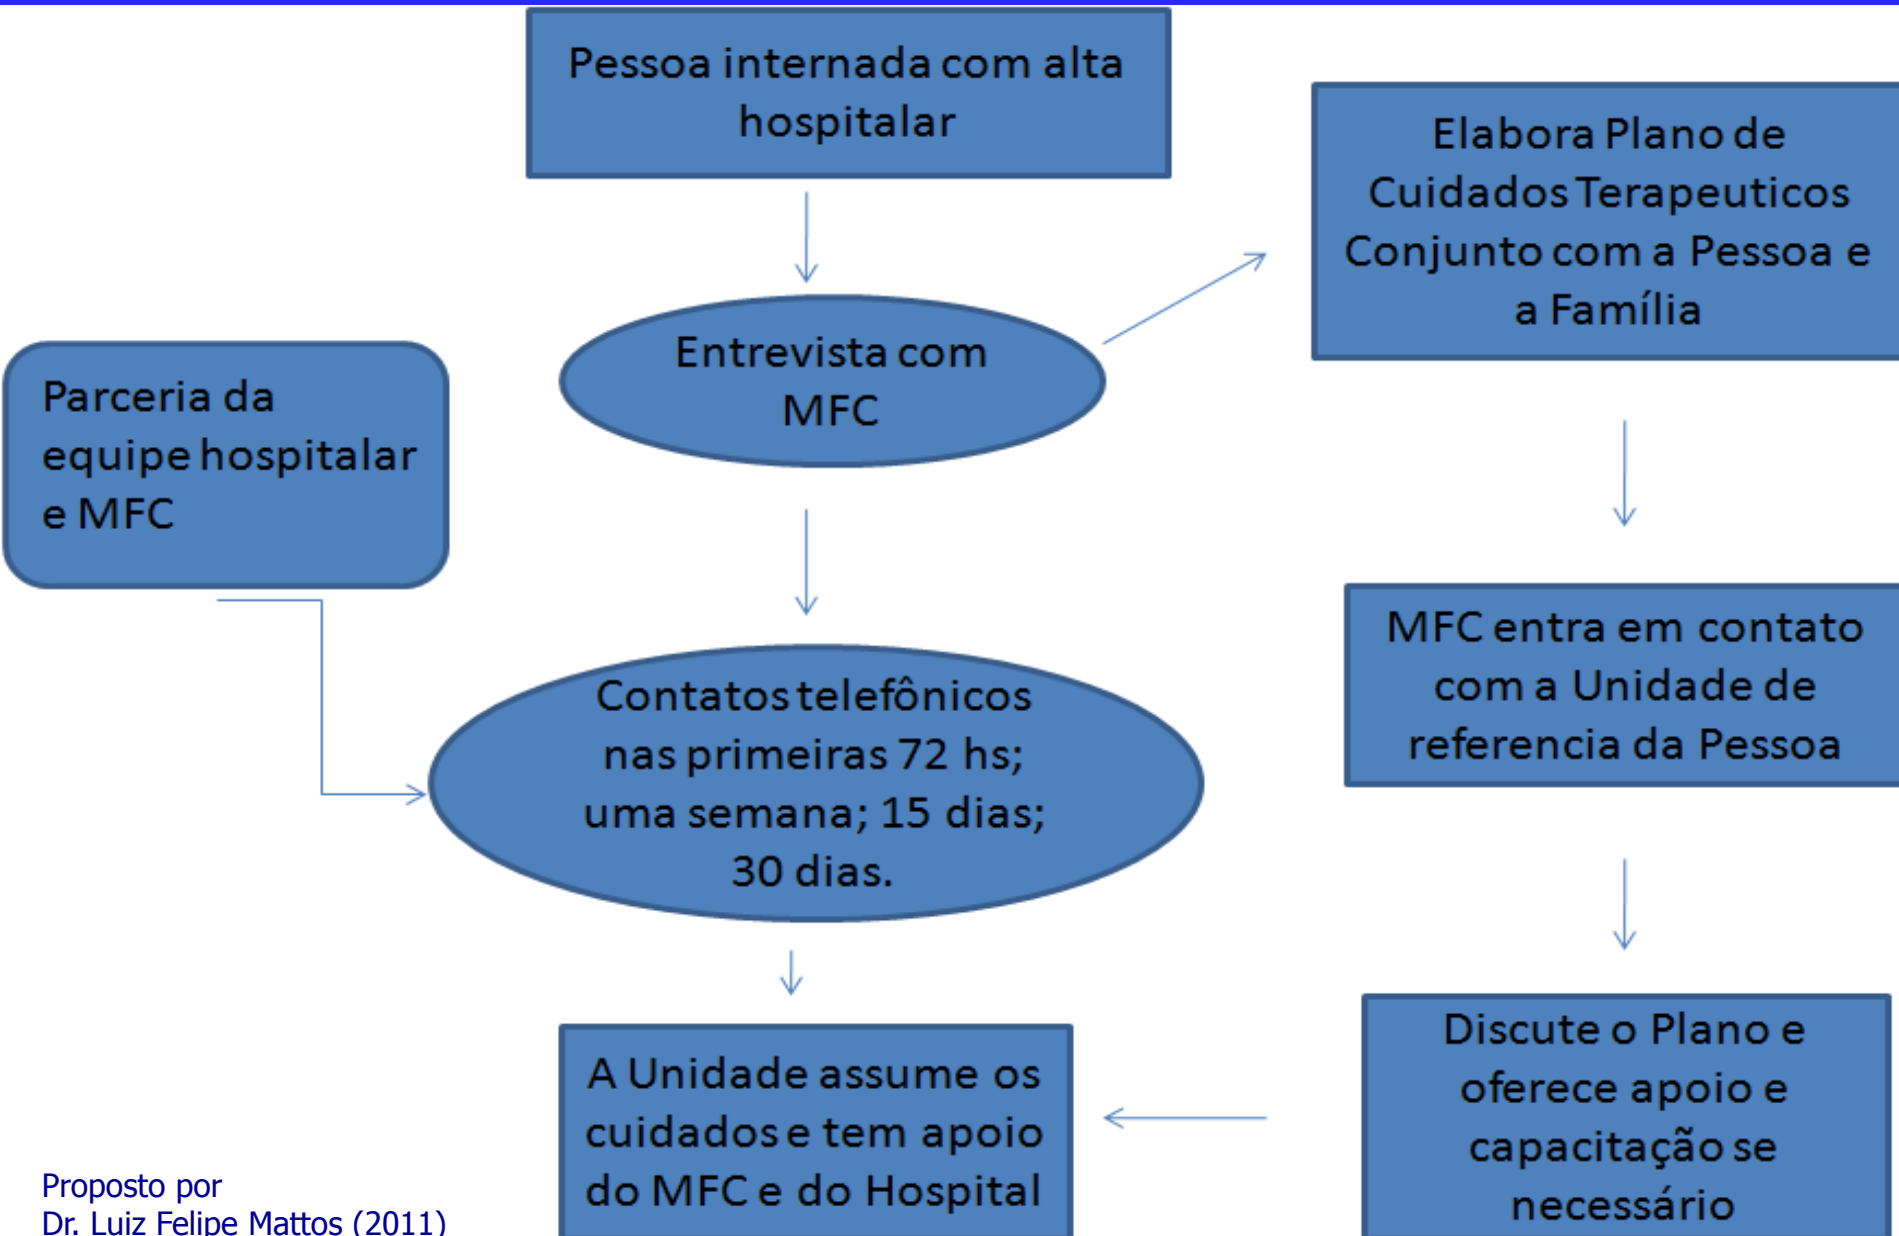 Pessoa internada com alta
hospitalar
Elabora Plano de
Cuidados Terapeuticos
Conjunto com a Pessoa e
a Família
Entrevista com
MFC
Parceria da
equipe hospitalar
e MFC
Contatos telefônicos
nas primeiras 72 hs;
uma semana; 15 dias;
30 dias.
MFC entra em contato
com a Unidade de
referencia da Pessoa
A Unidade assume os
cuidados e tem apoio
do MFC e do Hospital
Discute o Plano e
oferece apoio e
capacitação se
necessário
Proposto por
Dr. Luiz Felipe Mattos (2011)